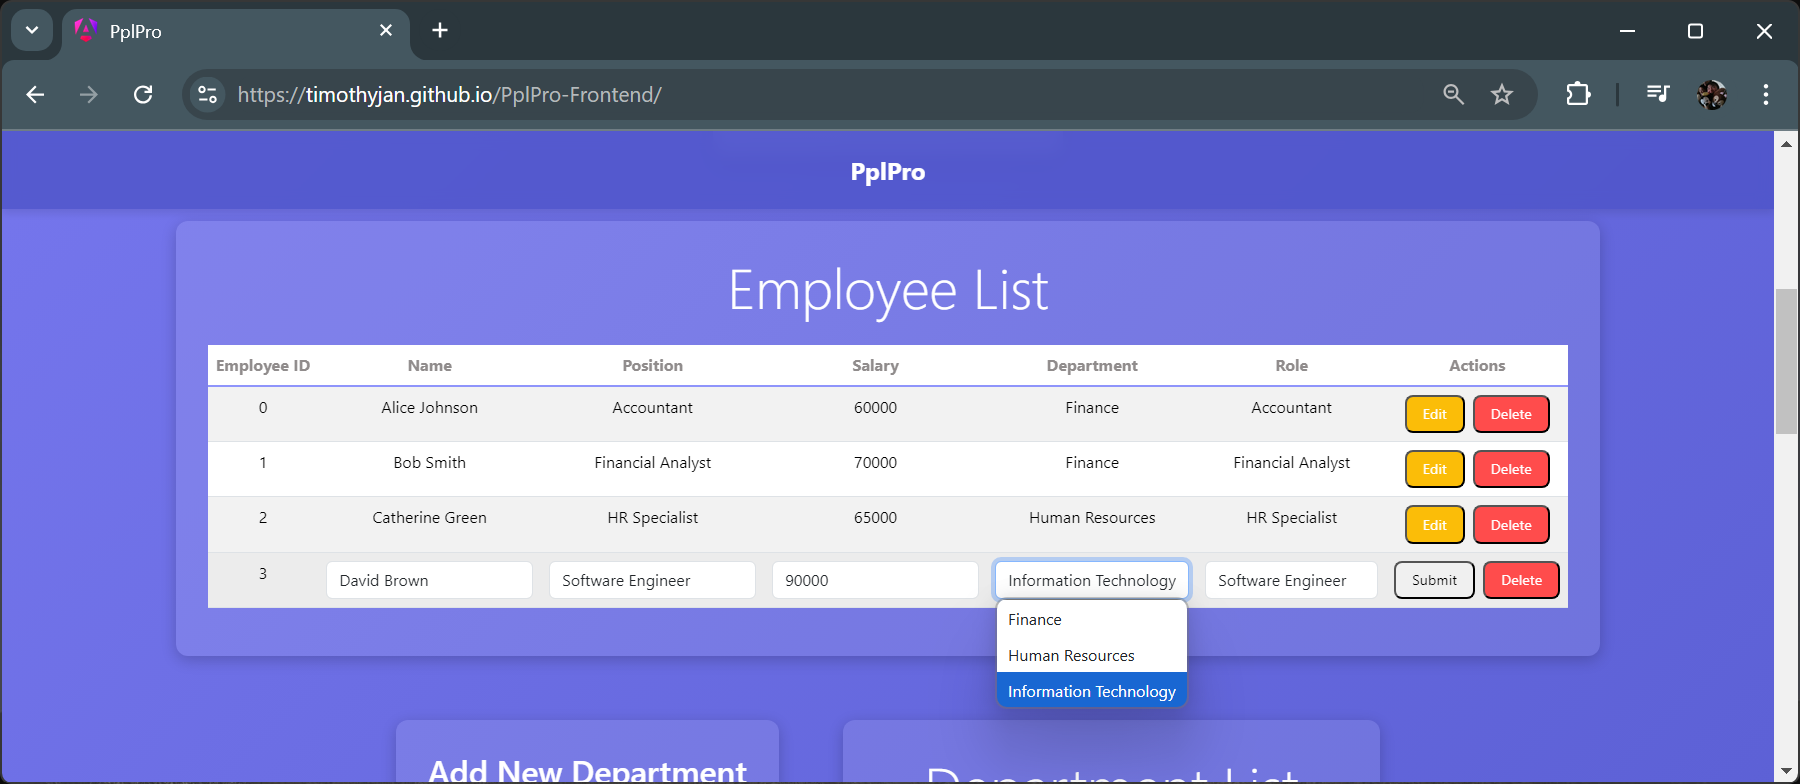 PplPro
https://timothyjan.github.io/PplPro-Frontend/
PplPro
Employee List
Employee ID Name Position Salary Department Role Actions
0 Alice Johnson Accountant 60000 Finance Accountant Edit Delete
1 Bob Smith Financial Analyst 70000 Finance Financial Analyst Edit Delete
2 Catherine Green HR Specialist 65000 Human Resources HR Specialist Edit Delete
3 David Brown Software Engineer 90000 Information Technology Software Engineer Submit Delete
Finance
Human Resources
Information Technology
Add New Department Department List